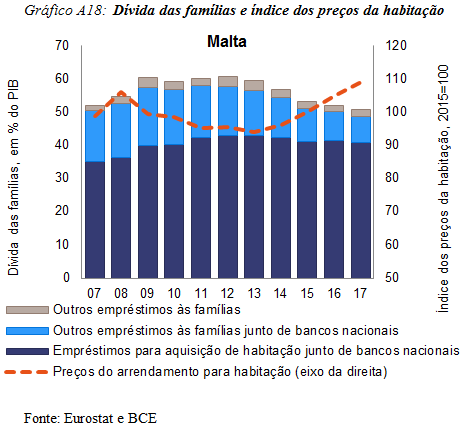 Gráfico A18: Dívida das famílias e índice dos preços da habitação
Malta
Dívida das famílias, em % do PIB
70
60
50
40
30
20
10
0
120
110
100
90
80
70
60
50
Índice dos preços da habitação, 2015=100
07 08 09 10 11 12 13 14 15 16 17
Outros empréstimos às famílias
Outros empréstimos às famílias junto de bancos nacionais
Empréstimos para aquisição de habitação junto de bancos nacionais
Preços do arrendamento para habitação (eixo da direita)
Fonte: Eurostat e BCE